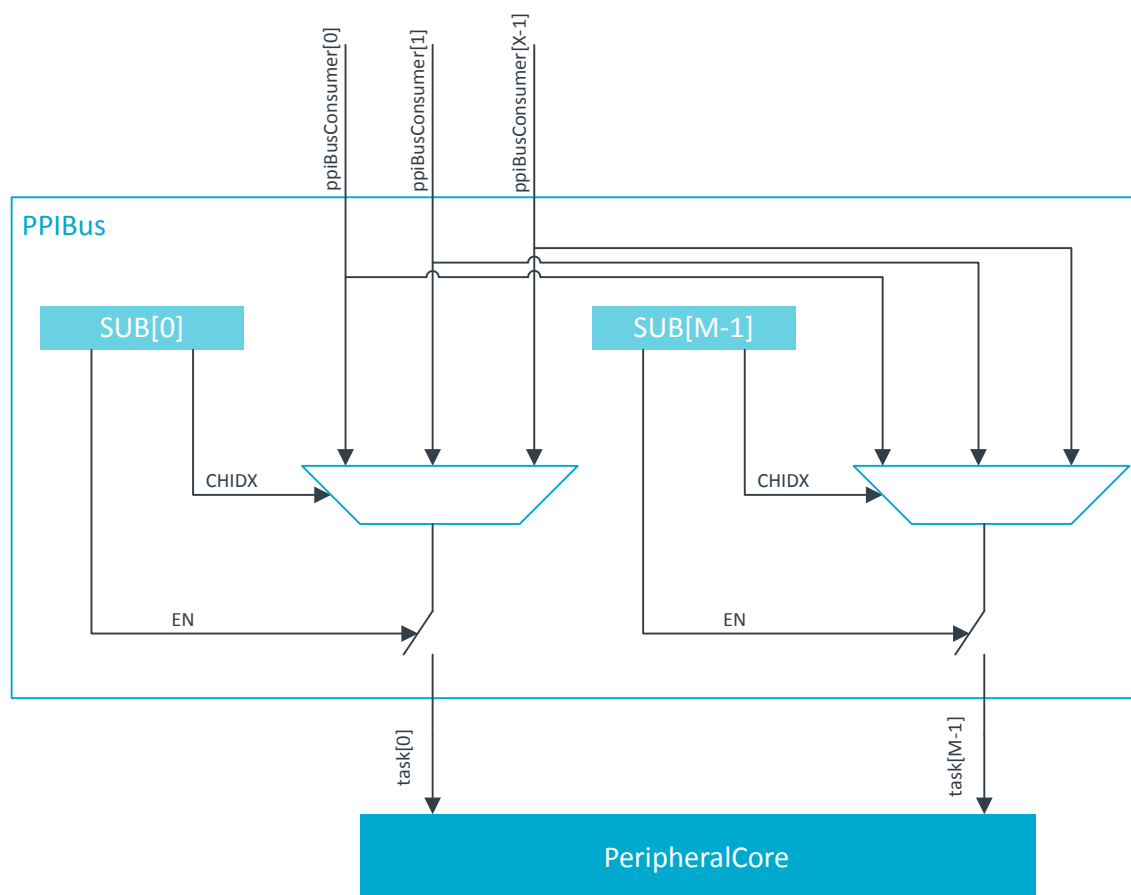 ppiBusConsumer[0]
ppiBusConsumer[1]
ppiBusConsumer[X-1]
PPIBus
SUB[0]
SUB[M-1]
CHIDX
CHIDX
EN
EN
task[0]
task[M-1]
PeripheralCore